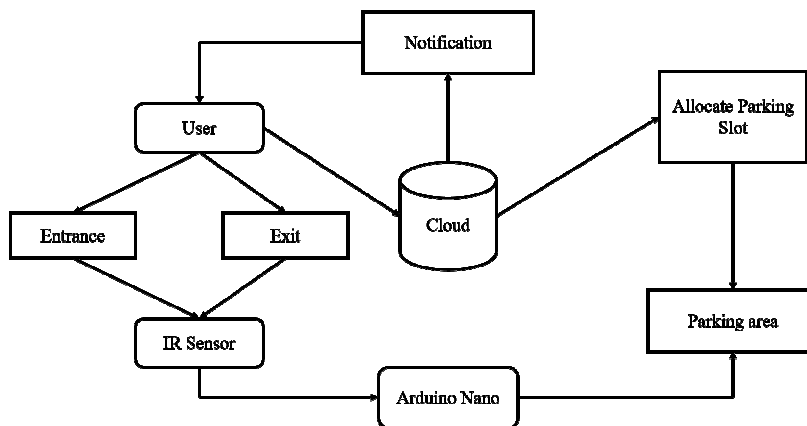 Notification
User
Allocate Parking
Slot
Entrance
Exit
Cloud
Parking area
IR Sensor
Arduino Nano